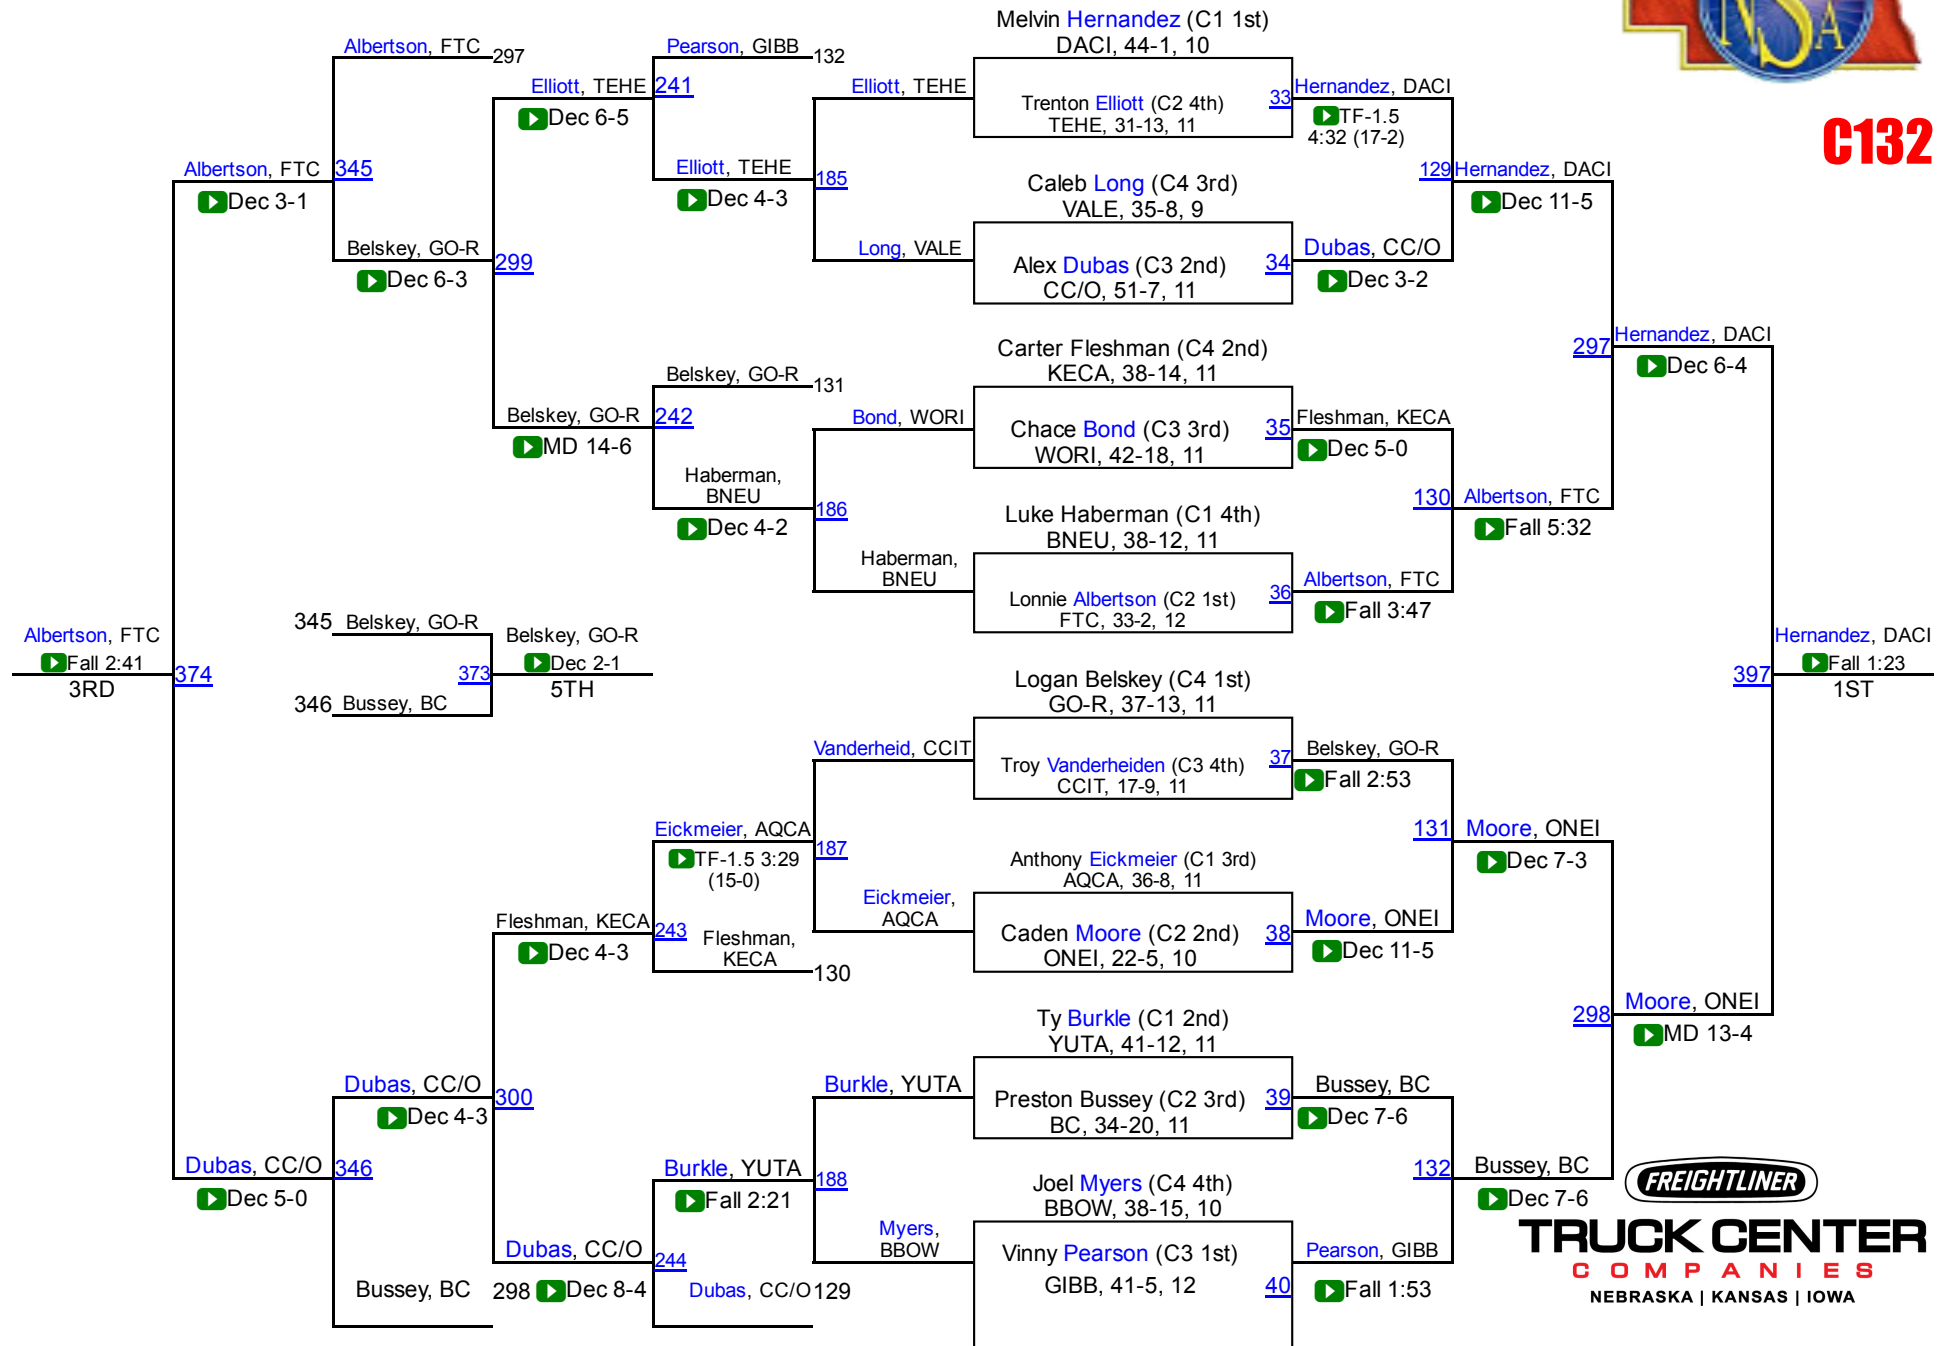 NSA
C132
Albertson, FTC
297
Pearson, GIBB
132
Melvin Hernandez (C1 1st)
DACI, 44-1, 10
Elliott, TEHE
241
Dec 6-5
Elliott, TEHE
Trenton Elliott (C2 4th)
TEHE, 31-13, 11
33
Hernandez, DACI
TF-1.5
4:32 (17-2)
Albertson, FTC
345
Dec 3-1
Elliott, TEHE
185
Dec 4-3
Caleb Long (C4 3rd)
VALE, 35-8, 9
129
Hernandez, DACI
Dec 11-5
Belskey, GO-R
299
Dec 6-3
Long, VALE
Alex Dubas (C3 2nd)
CC/O, 51-7, 11
34
Dubas, CC/O
Dec 3-2
Carter Fleshman (C4 2nd)
KECA, 38-14, 11
297
Hernandez, DACI
Dec 6-4
Belskey, GO-R
131
Belskey, GO-R
242
MD 14-6
Bond, WORI
Chace Bond (C3 3rd)
WORI, 42-18, 11
35
Fleshman, KECA
Dec 5-0
Haberman,
BNEU
186
Dec 4-2
Luke Haberman (C1 4th)
BNEU, 38-12, 11
130
Albertson, FTC
Fall 5:32
Haberman,
BNEU
Lonnie Albertson (C2 1st)
FTC, 33-2, 12
36
Albertson, FTC
Fall 3:47
Albertson, FTC
Fall 2:41
3RD
374
345
Belskey, GO-R
346
Bussey, BC
373
Belskey, GO-R
Dec 2-1
5TH
Logan Belskey (C4 1st)
GO-R, 37-13, 11
397
Hernandez, DACI
Fall 1:23
1ST
Vanderheid, CCIT
Troy Vanderheiden (C3 4th)
CCIT, 17-9, 11
37
Belskey, GO-R
Fall 2:53
Eickmeier, AQCA
187
TF-1.5 3:29
(15-0)
Anthony Eickmeier (C1 3rd)
AQCA, 36-8, 11
131
Moore, ONEI
Dec 7-3
Eickmeier,
AQCA
Caden Moore (C2 2nd)
ONEI, 22-5, 10
38
Moore, ONEI
Dec 11-5
Fleshman, KECA
243
Dec 4-3
Fleshman,
KECA
130
Ty Burkle (C1 2nd)
YUTA, 41-12, 11
298
Moore, ONEI
MD 13-4
Dubas, CC/O
300
Dec 4-3
Burkle, YUTA
Preston Bussey (C2 3rd)
BC, 34-20, 11
39
Bussey, BC
Dec 7-6
Dubas, CC/O
346
Dec 5-0
Burkle, YUTA
188
Fall 2:21
Joel Myers (C4 4th)
BBOW, 38-15, 10
132
Bussey, BC
Dec 7-6
Myers,
BBOW
Vinny Pearson (C3 1st)
GIBB, 41-5, 12
40
Pearson, GIBB
Fall 1:53
Dubas, CC/O
244
Dec 8-4
Dubas, CC/O
129
Bussey, BC
298
FREIGHTLINER
TRUCK CENTER
COMPANIES
NEBRASKA | KANSAS | IOWA